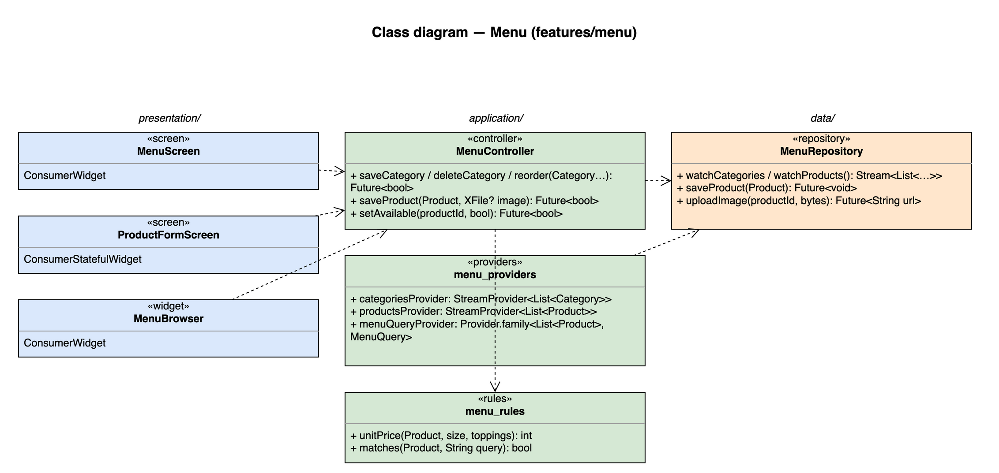 Class diagram — Menu (features/menu)
presentation/
«screen»
MenuScreen
ConsumerWidget
«screen»
ProductFormScreen
ConsumerStatefulWidget
«widget»
MenuBrowser
ConsumerWidget
application/
«controller»
MenuController
+ saveCategory / deleteCategory / reorder(Category…):
Future<bool>
+ saveProduct(Product, XFile? image): Future<bool>
+ setAvailable(productId, bool): Future<bool>
«providers»
menu_providers
+ categoriesProvider: StreamProvider<List<Category>>
+ productsProvider: StreamProvider<List<Product>>
+ menuQueryProvider: Provider.family<List<Product>,
MenuQuery>
«rules»
menu_rules
+ unitPrice(Product, size, toppings): int
+ matches(Product, String query): bool
data/
«repository»
MenuRepository
+ watchCategories / watchProducts(): Stream<List<…>>
+ saveProduct(Product): Future<void>
+ uploadImage(productId, bytes): Future<String url>